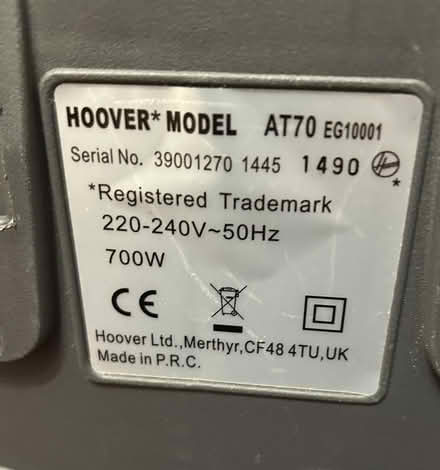 HOOVER* MODEL AT70 EG10001
Serial No. 39001270 1445 1490
*Registered Trademark *
220-240V~50Hz
700W
CE
Hoover Ltd.,Merthyr,CF48 4TU,UK
Made in P.R.C.